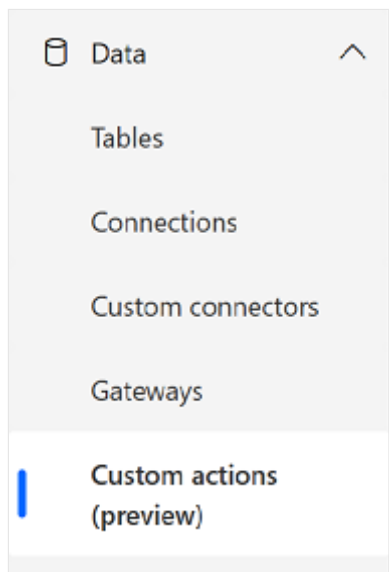 Data
Tables
Connections
Custom connectors
Gateways
Custom actions
(preview)